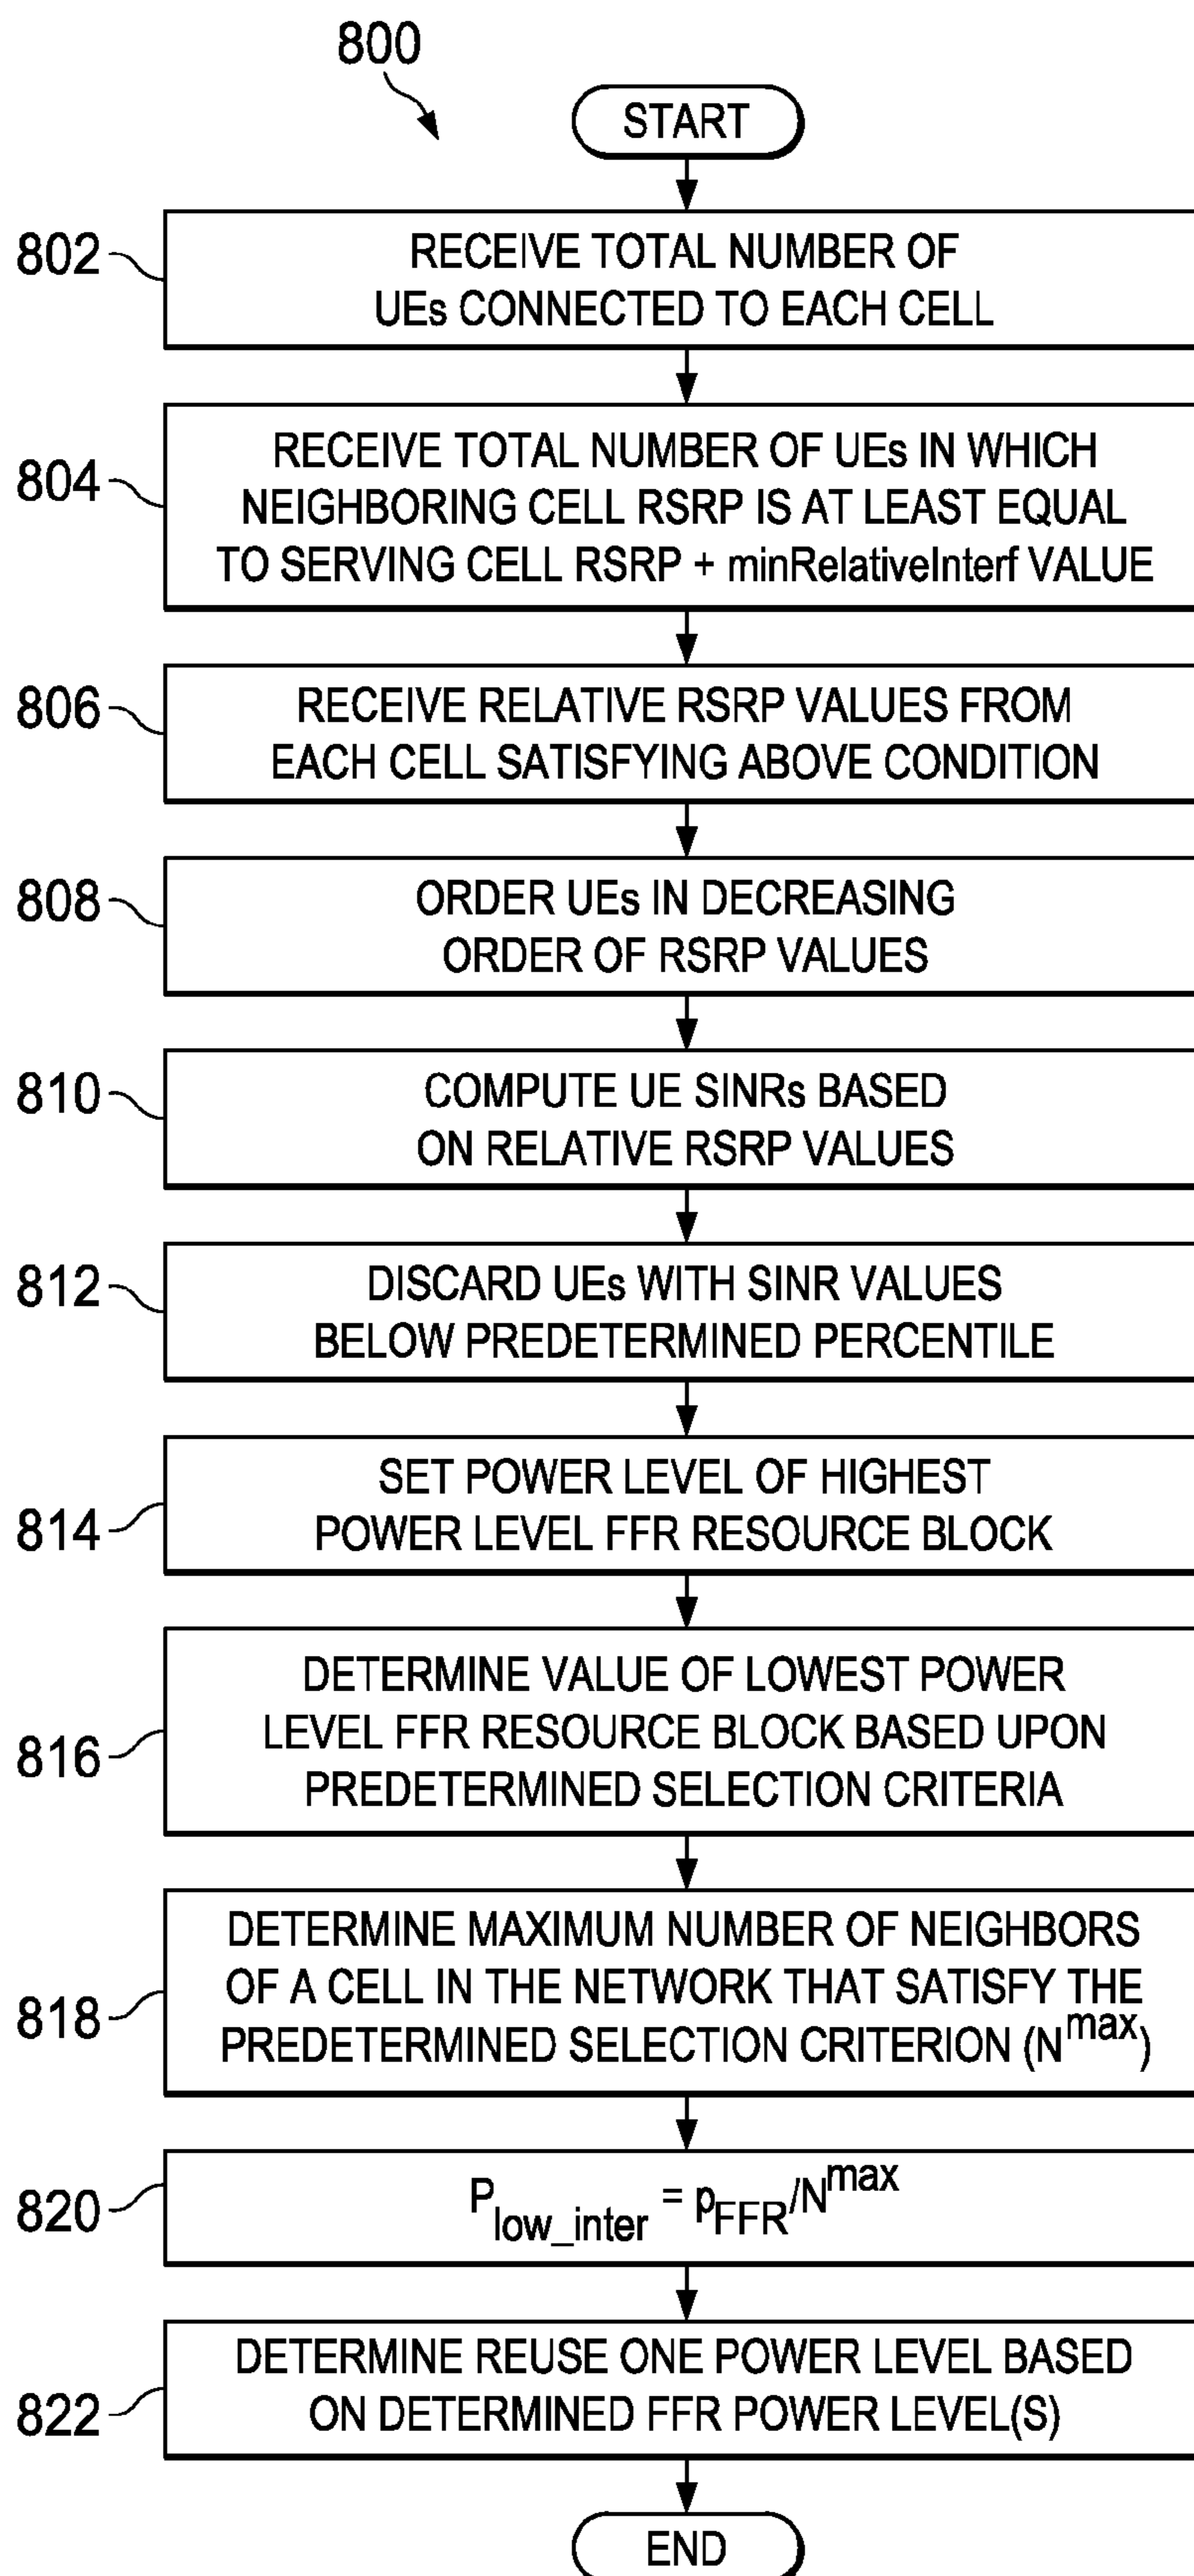 800
START
802
RECEIVE TOTAL NUMBER OF
UEs CONNECTED TO EACH CELL
804
RECEIVE TOTAL NUMBER OF UEs IN WHICH
NEIGHBORING CELL RSRP IS AT LEAST EQUAL
TO SERVING CELL RSRP + minRelativeInterf VALUE
806
RECEIVE RELATIVE RSRP VALUES FROM
EACH CELL SATISFYING ABOVE CONDITION
808
ORDER UEs IN DECREASING
ORDER OF RSRP VALUES
810
COMPUTE UE SINRs BASED
ON RELATIVE RSRP VALUES
812
DISCARD UEs WITH SINR VALUES
BELOW PREDETERMINED PERCENTILE
814
SET POWER LEVEL OF HIGHEST
POWER LEVEL FFR RESOURCE BLOCK
816
DETERMINE VALUE OF LOWEST POWER
LEVEL FFR RESOURCE BLOCK BASED UPON
PREDETERMINED SELECTION CRITERIA
818
DETERMINE MAXIMUM NUMBER OF NEIGHBORS
OF A CELL IN THE NETWORK THAT SATISFY THE
PREDETERMINED SELECTION CRITERION (N^max)
820
P_low_inter = p_FFR/N^max
822
DETERMINE REUSE ONE POWER LEVEL BASED
ON DETERMINED FFR POWER LEVEL(S)
END